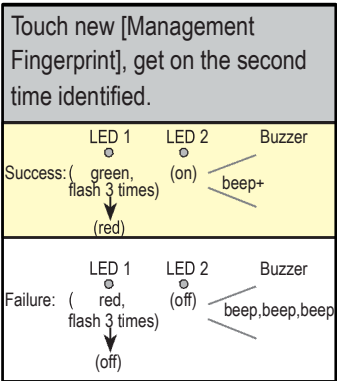 Touch new [Management
Fingerprint], get on the second
time identified.
LED 1 LED 2 Buzzer
Success: ( green, (on) beep+
flash 3 times)
(red)
LED 1 LED 2 Buzzer
Failure: ( red, (off) beep,beep,beep
flash 3 times)
(off)